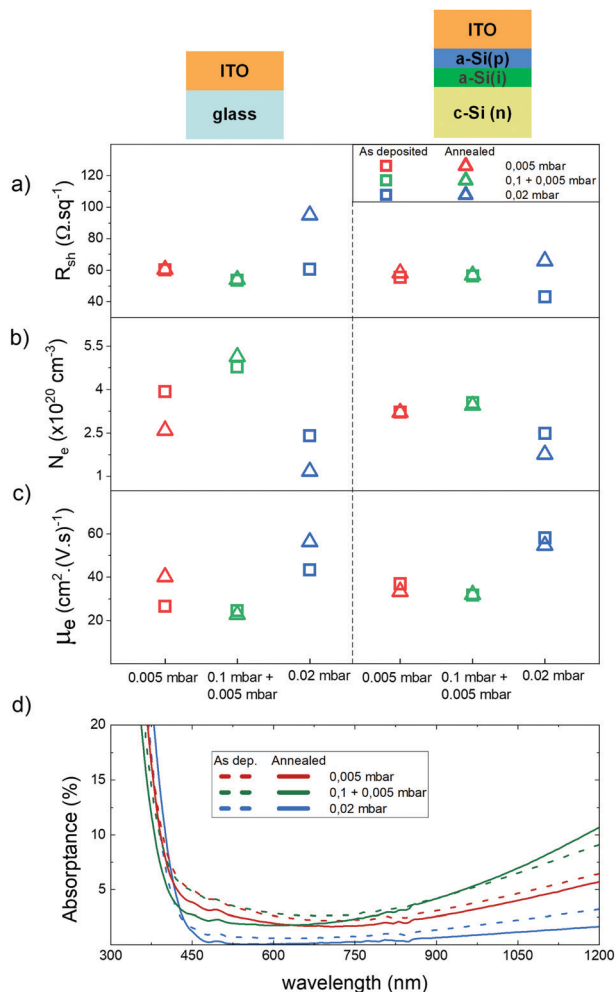 ITO
glass
ITO
a-Si(p)
a-Si(i)
c-Si (n)
a)
R_sh (Ω.sq⁻¹)
120
100
80
60
40
As deposited Annealed
0,005 mbar
0,1 + 0,005 mbar
0,02 mbar
b)
N_e (x10²⁰ cm⁻³)
5.5
4
2.5
1
c)
μ_e (cm².(V.s)⁻¹)
60
40
20
0.005 mbar 0.1 mbar + 0.005 mbar 0.02 mbar 0.005 mbar 0.1 mbar + 0.005 mbar 0.02 mbar
d)
Absorptance (%)
20
15
10
5
As dep. Annealed
0,005 mbar
0,1 + 0,005 mbar
0,02 mbar
300 450 600 750 900 1050 1200
wavelength (nm)